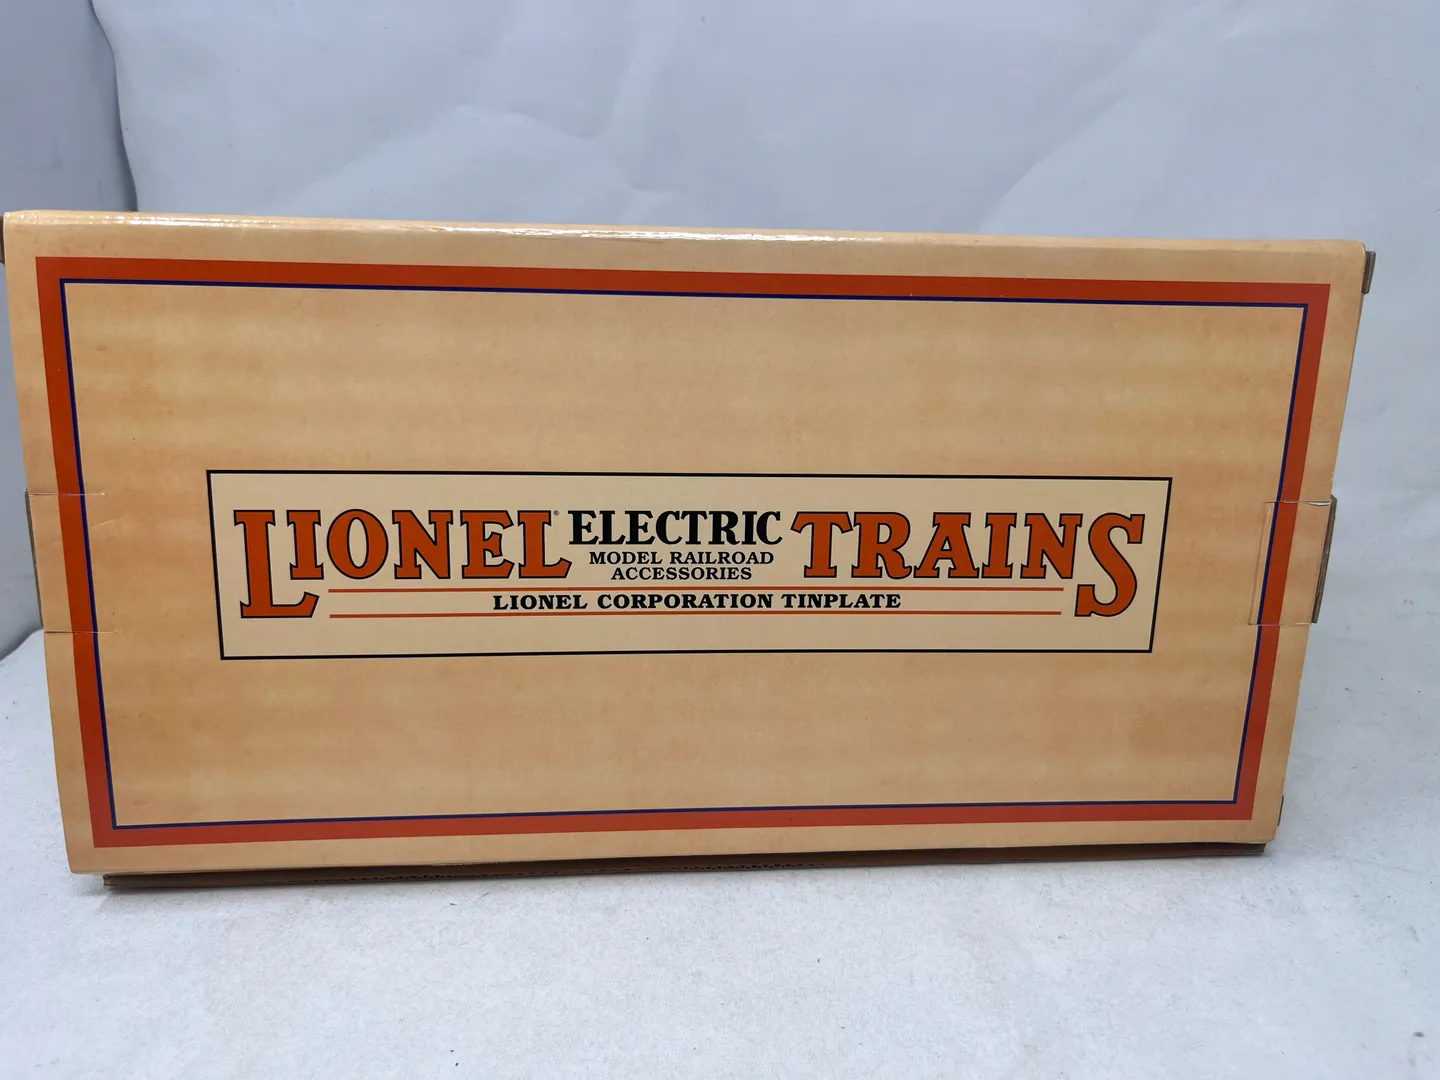 LIONEL® ELECTRIC TRAINS
MODEL RAILROAD
ACCESSORIES
LIONEL CORPORATION TINPLATE